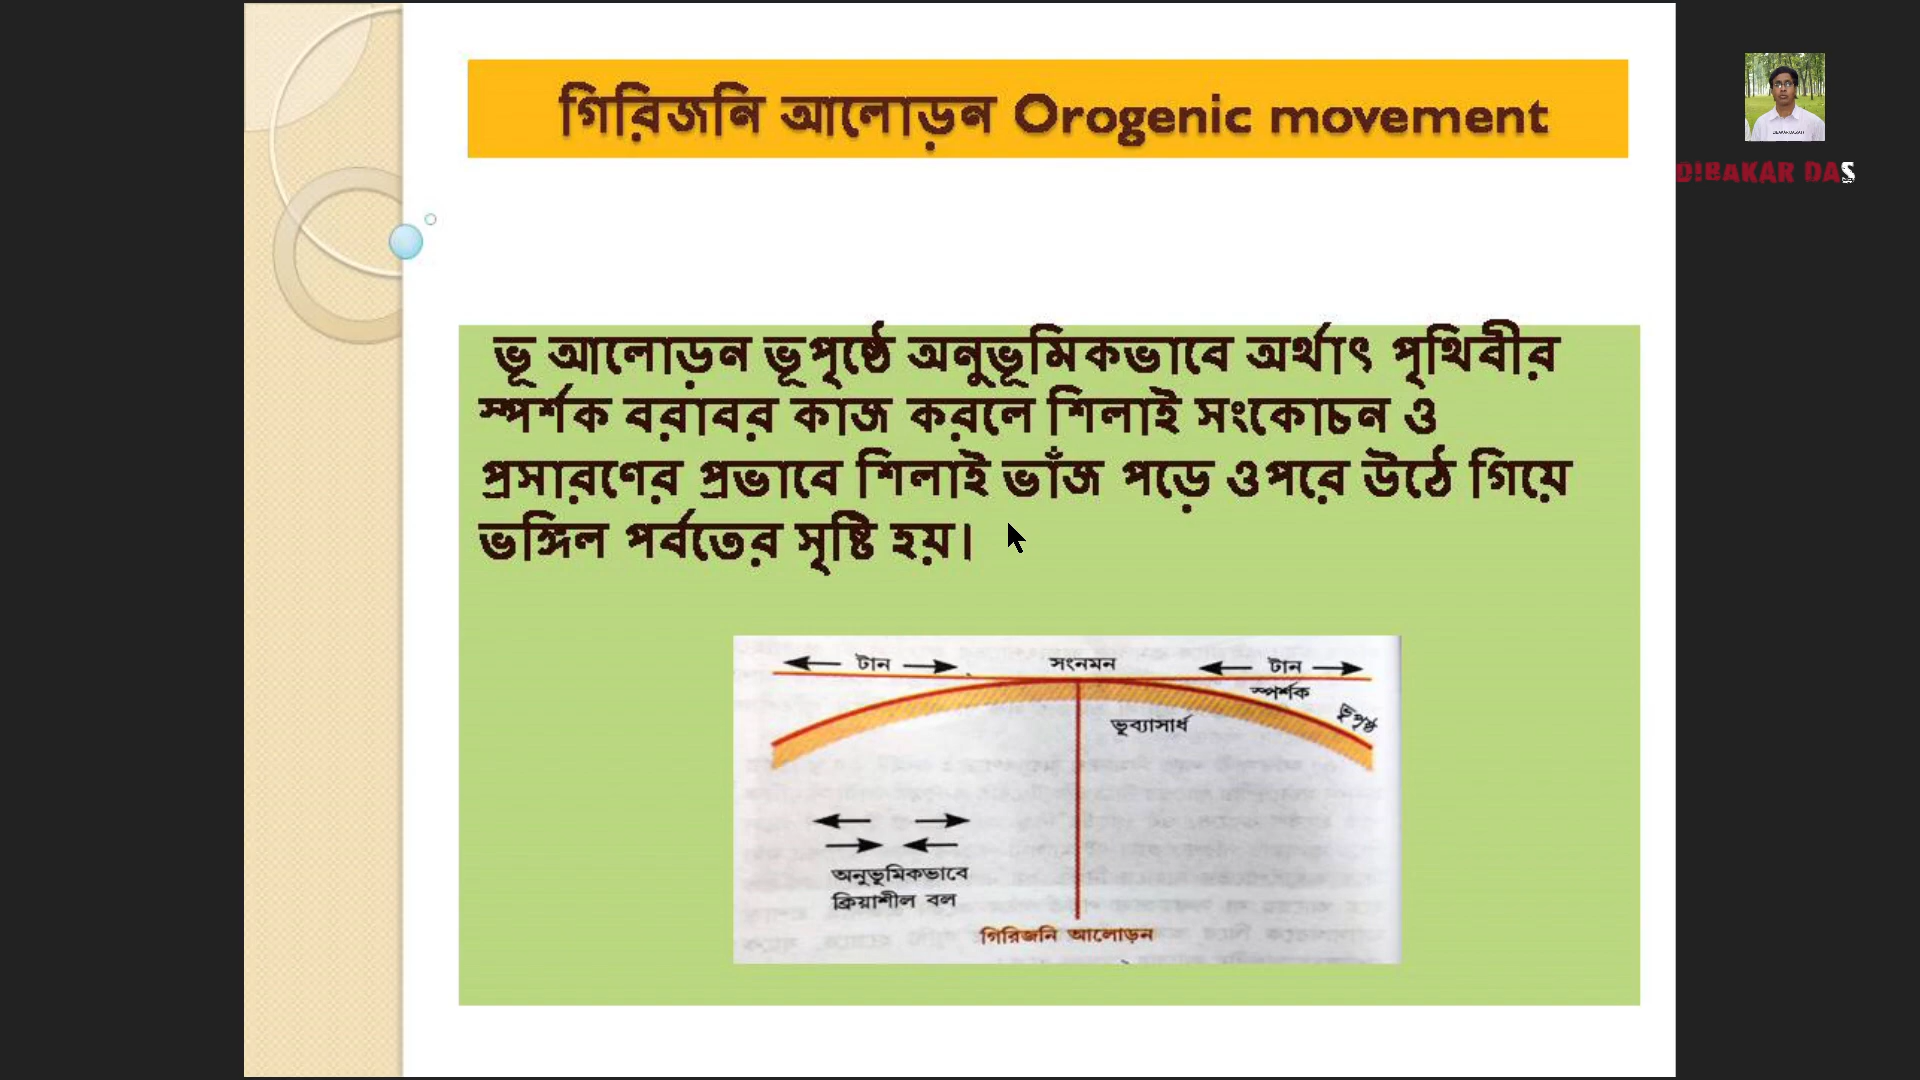 গিরিজনি আলোড়ন Orogenic movement
DIBAKAR DAS
ভূ আলোড়ন ভূপৃষ্ঠে অনুভূমিকভাবে অর্থাৎ পৃথিবীর
স্পর্শক বরাবর কাজ করলে শিলাই সংকোচন ও
প্রসারণের প্রভাবে শিলাই ভাঁজ পড়ে ওপরে উঠে গিয়ে
ভঙ্গিল পর্বতের সৃষ্টি হয়।
টান সংনমন টান
স্পর্শক
ভূপৃষ্ঠ
ভূব্যাসার্ধ
অনুভূমিকভাবে
ক্রিয়াশীল বল
গিরিজনি আলোড়ন